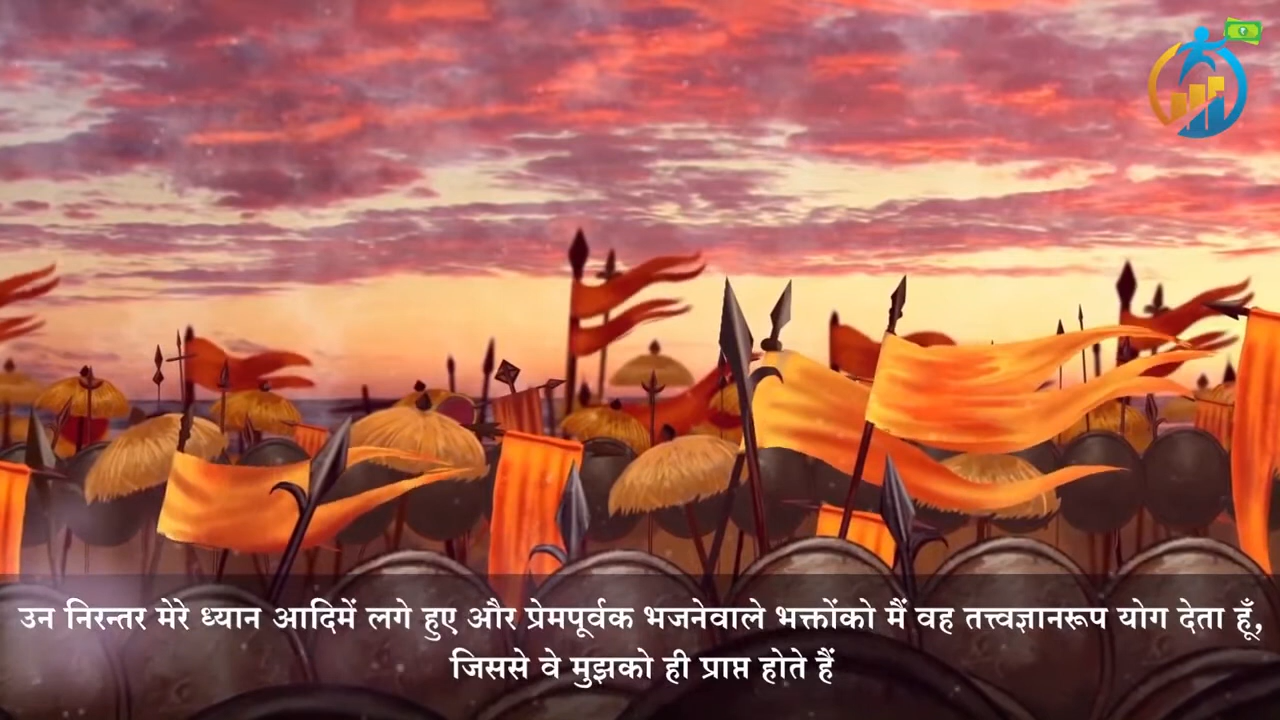 उन निरन्तर मेरे ध्यान आदिमें लगे हुए और प्रेमपूर्वक भजनेवाले भक्तोंको मैं वह तत्त्वज्ञानरूप योग देता हूँ,
जिससे वे मुझको ही प्राप्त होते हैं